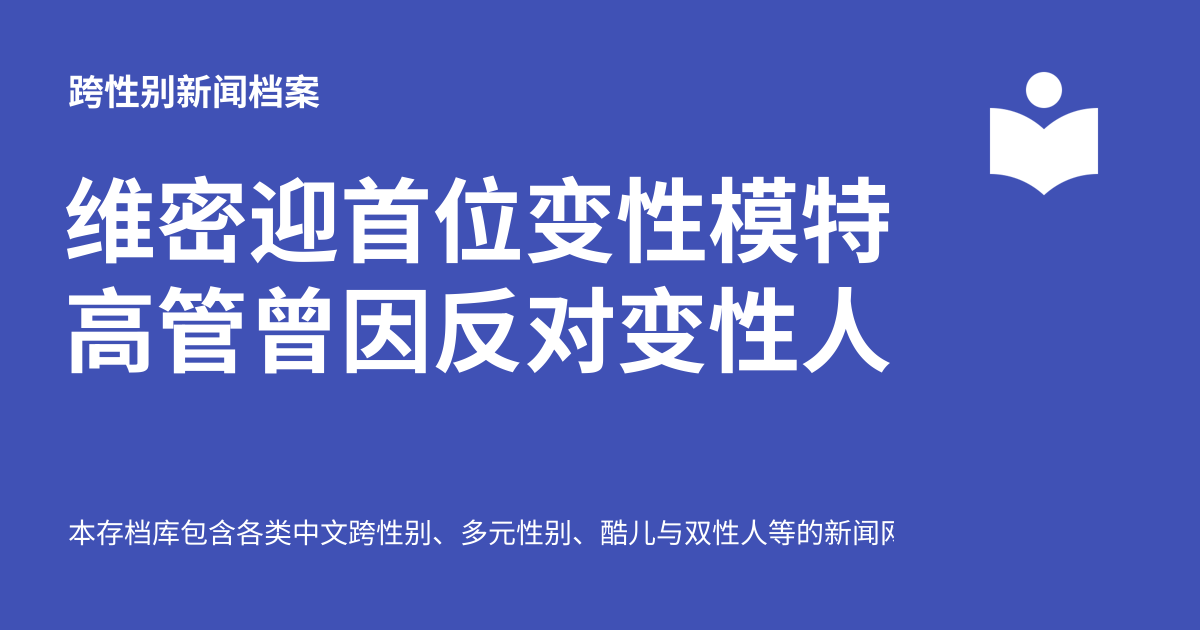 跨性别新闻档案
维密迎首位变性模特
高管曾因反对变性人
本存档库包含各类中文跨性别、多元性别、酷儿与双性人等的新闻